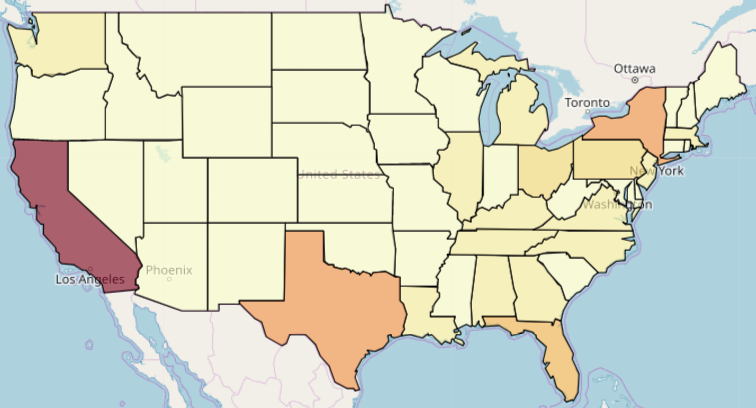 Ottawa
Toronto
New York
United States
Washington
Phoenix
Los Angeles